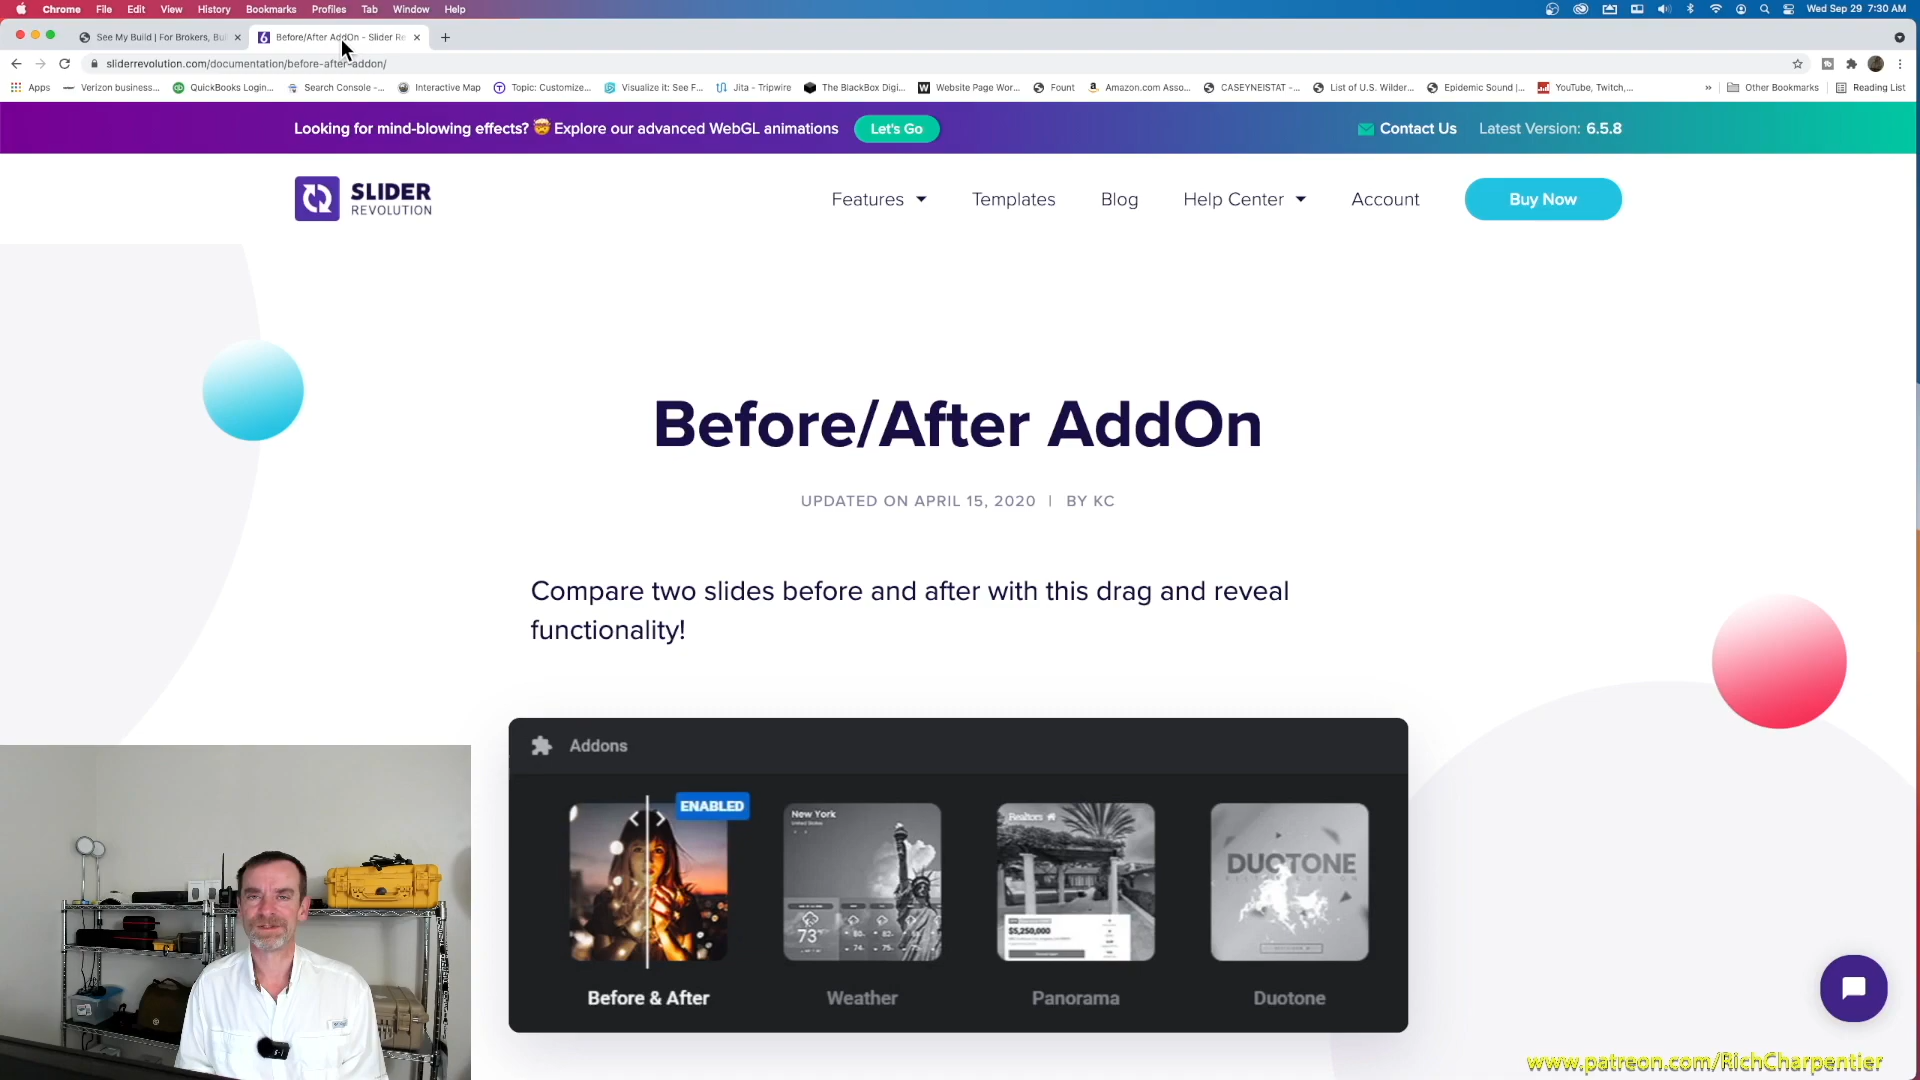 Chrome File Edit View History Bookmarks Profiles Tab Window Help Wed Sep 29 7:30 AM
See My Build | For Brokers, Bui Before/After AddOn - Slider Re
sliderrevolution.com/documentation/before-after-addon/
Apps Verizon business... QuickBooks Login... Search Console -... Interactive Map Topic: Customize... Visualize it: See F... Jita - Tripwire The BlackBox Digi... Website Page Wor... Fount Amazon.com Asso... CASEYNEISTAT -... List of U.S. Wilder... Epidemic Sound |... YouTube, Twitch,... » Other Bookmarks Reading List
Looking for mind-blowing effects? 🤯 Explore our advanced WebGL animations Let's Go Contact Us Latest Version: 6.5.8
SLIDER
REVOLUTION
Features Templates Blog Help Center Account Buy Now
Before/After AddOn
UPDATED ON APRIL 15, 2020 | BY KC
Compare two slides before and after with this drag and reveal
functionality!
Addons
ENABLED
New York
United States
Realtors
DUOTONE
$5,250,000
73°
Before & After Weather Panorama Duotone
www.patreon.com/RichCharpentier